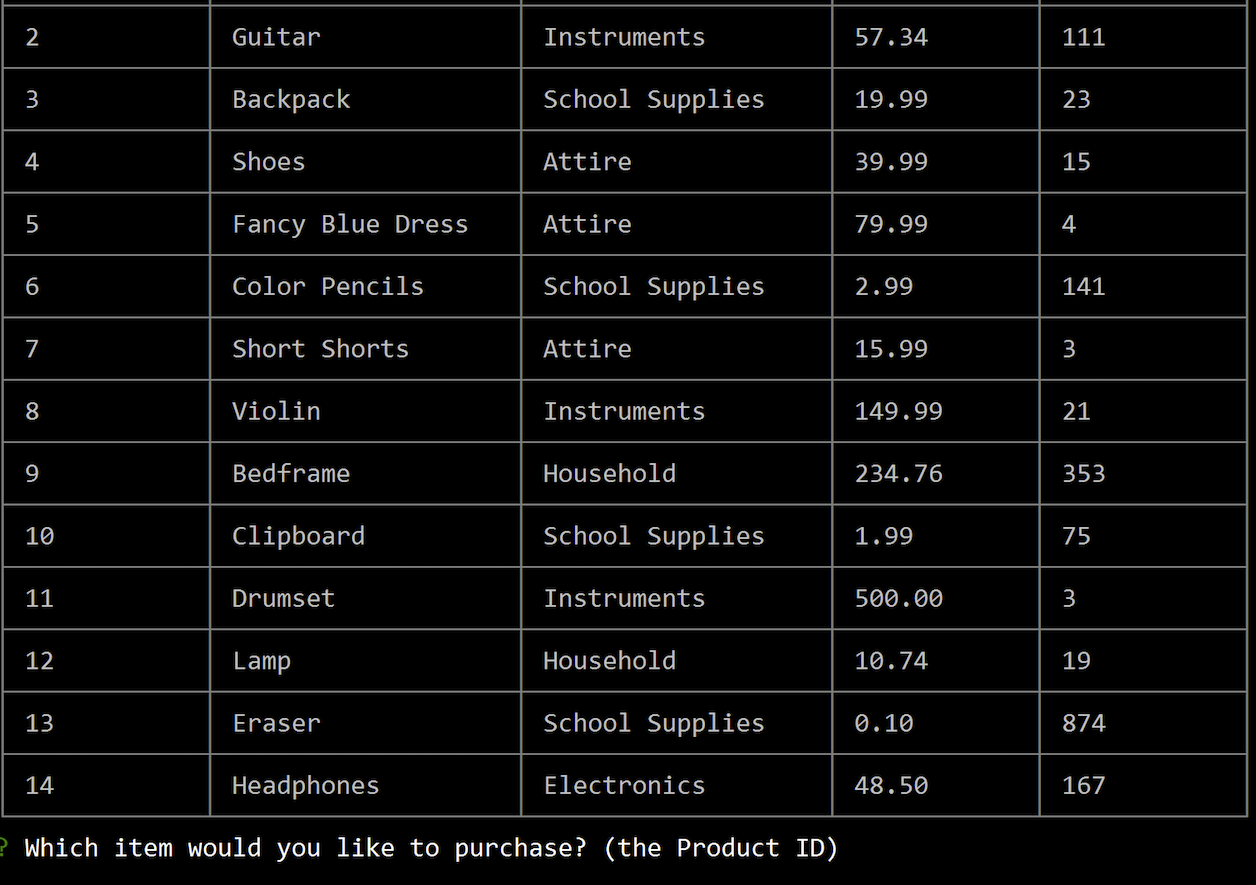 2 Guitar Instruments 57.34 111
3 Backpack School Supplies 19.99 23
4 Shoes Attire 39.99 15
5 Fancy Blue Dress Attire 79.99 4
6 Color Pencils School Supplies 2.99 141
7 Short Shorts Attire 15.99 3
8 Violin Instruments 149.99 21
9 Bedframe Household 234.76 353
10 Clipboard School Supplies 1.99 75
11 Drumset Instruments 500.00 3
12 Lamp Household 10.74 19
13 Eraser School Supplies 0.10 874
14 Headphones Electronics 48.50 167
? Which item would you like to purchase? (the Product ID)